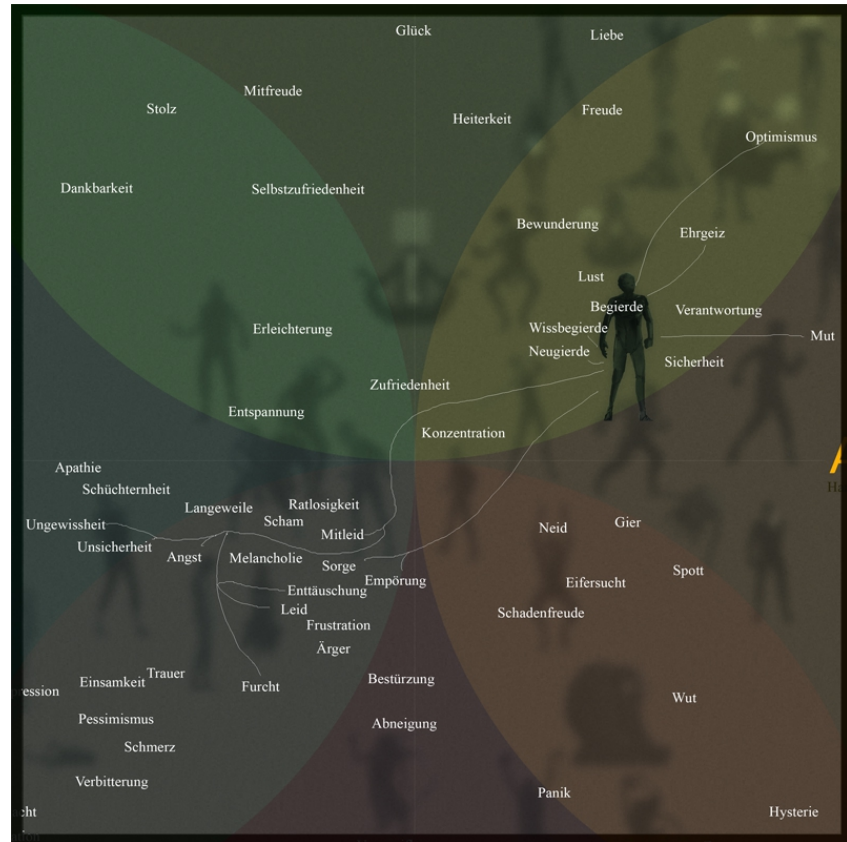 Glück
Liebe
Mitfreude
Stolz
Freude
Heiterkeit
Optimismus
Dankbarkeit
Selbstzufriedenheit
Bewunderung
Ehrgeiz
Lust
Begierde
Verantwortung
Erleichterung
Wissbegierde
Mut
Neugierde
Sicherheit
Zufriedenheit
Entspannung
Konzentration
Apathie
Schüchternheit
Langeweile
Ratlosigkeit
Scham
Ungewissheit
Mitleid
Neid
Gier
Unsicherheit
Angst
Melancholie
Sorge
Empörung
Spott
Eifersucht
Enttäuschung
Leid
Schadenfreude
Frustration
Ärger
Trauer
Einsamkeit
Furcht
Bestürzung
ression
Wut
Pessimismus
Abneigung
Schmerz
Verbitterung
Panik
cht
Hysterie